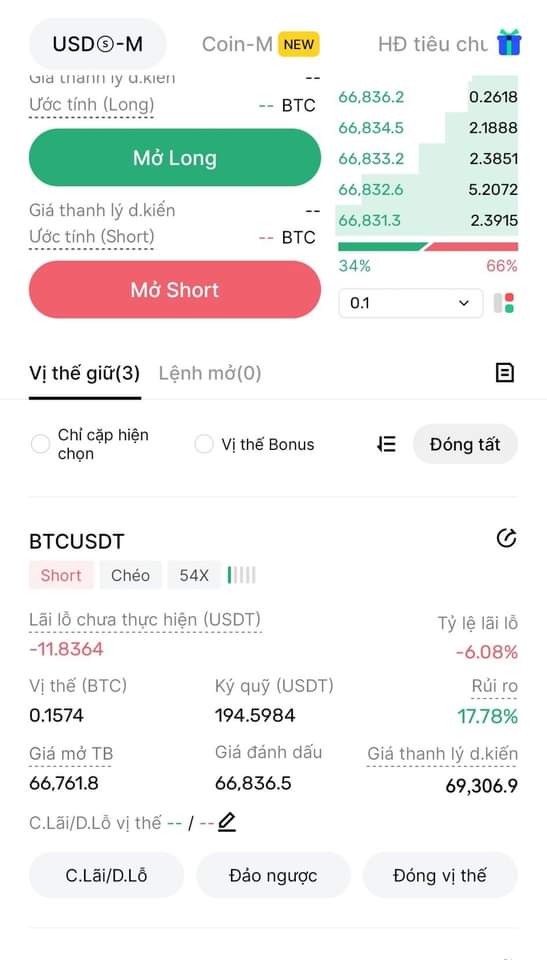 USDⓈ-M
Coin-M NEW
HĐ tiêu chu
Giá thanh lý d.kiến --
Ước tính (Long) -- BTC
Mở Long
Giá thanh lý d.kiến --
Ước tính (Short) -- BTC
Mở Short
66,836.2 0.2618
66,834.5 2.1888
66,833.2 2.3851
66,832.6 5.2072
66,831.3 2.3915
34% 66%
0.1
Vị thế giữ(3) Lệnh mở(0)
Chỉ cặp hiện
chọn
Vị thế Bonus
Đóng tất
BTCUSDT
Short Chéo 54X
Lãi lỗ chưa thực hiện (USDT) Tỷ lệ lãi lỗ
-11.8364 -6.08%
Vị thế (BTC) Ký quỹ (USDT) Rủi ro
0.1574 194.5984 17.78%
Giá mở TB Giá đánh dấu Giá thanh lý d.kiến
66,761.8 66,836.5 69,306.9
C.Lãi/D.Lỗ vị thế -- / --
C.Lãi/D.Lỗ Đảo ngược Đóng vị thế